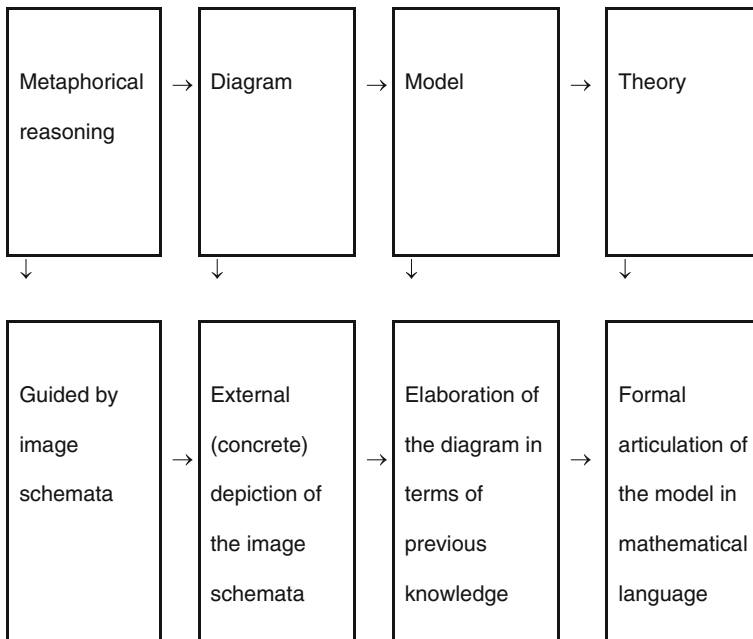 Metaphorical
reasoning
→
Diagram
→
Model
→
Theory
↓
↓
↓
↓
Guided by
image
schemata
→
External
(concrete)
depiction of
the image
schemata
→
Elaboration of
the diagram in
terms of
previous
knowledge
→
Formal
articulation of
the model in
mathematical
language